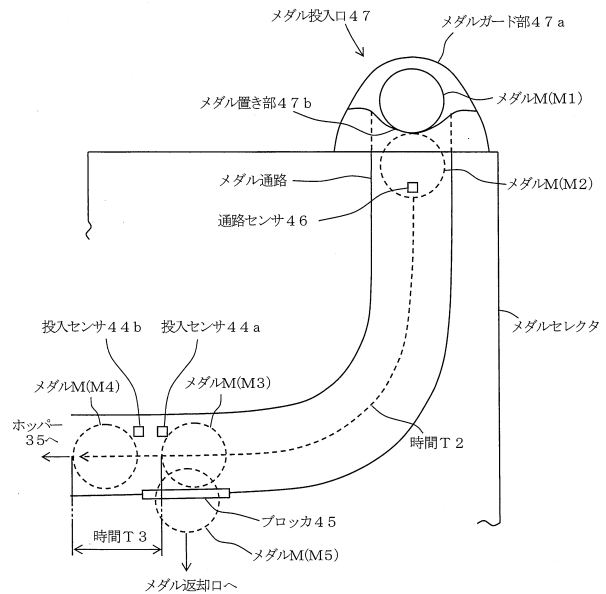 メダル投入口４７
メダルガード部４７ａ
メダル置き部４７ｂ
メダルM(M１)
メダル通路
メダルM(M２)
通路センサ４６
投入センサ４４ｂ
投入センサ４４ａ
メダルセレクタ
メダルM(M４)
メダルM(M３)
ホッパー
３５へ
時間Ｔ２
ブロッカ４５
時間Ｔ３
メダルM(M５)
メダル返却口へ